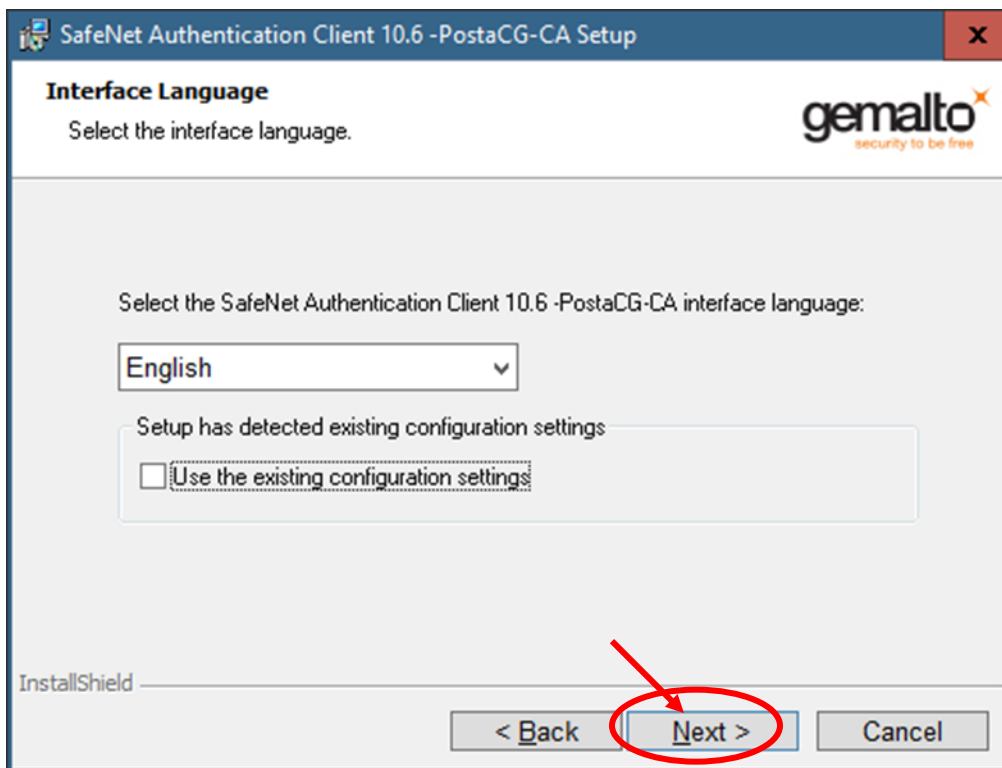 SafeNet Authentication Client 10.6 -PostaCG-CA Setup
x
Interface Language
Select the interface language.
gemalto
security to be free
Select the SafeNet Authentication Client 10.6 -PostaCG-CA interface language:
English
Setup has detected existing configuration settings
Use the existing configuration settings
InstallShield
< Back
Next >
Cancel